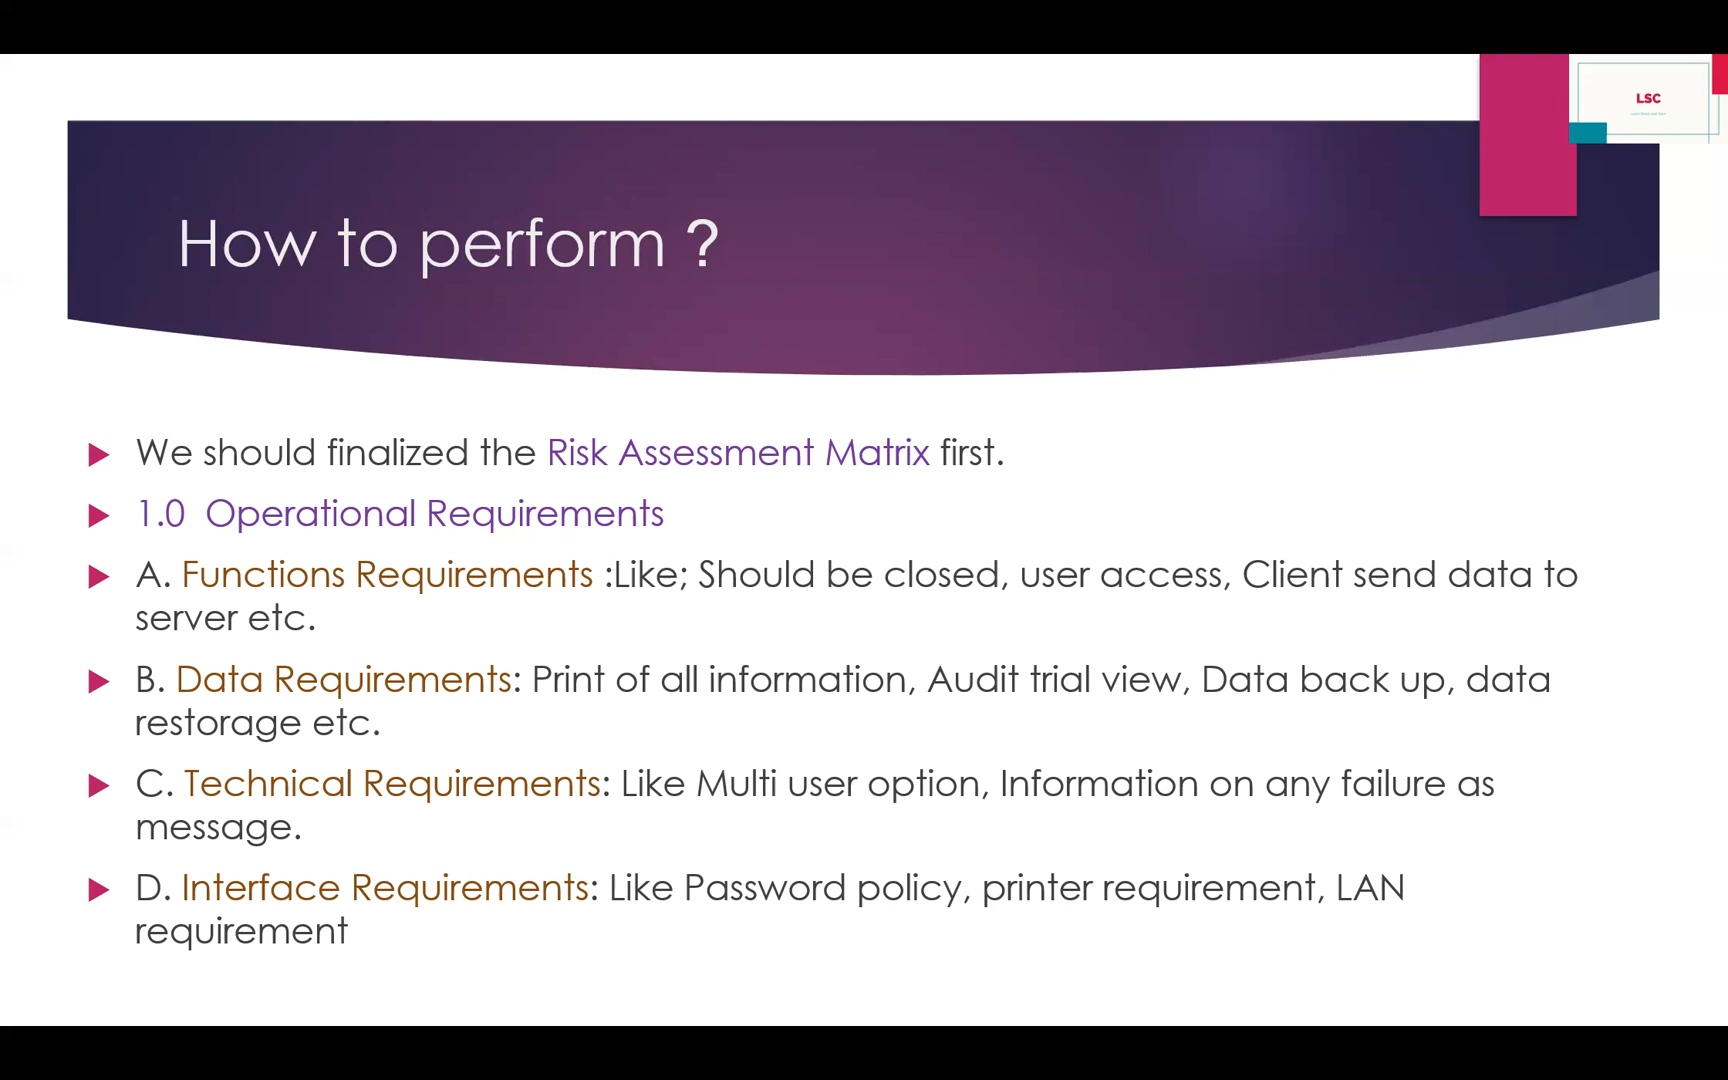 LSC
How to perform ?
We should finalized the Risk Assessment Matrix first.
1.0 Operational Requirements
A. Functions Requirements :Like; Should be closed, user access, Client send data to
server etc.
B. Data Requirements: Print of all information, Audit trial view, Data back up, data
restorage etc.
C. Technical Requirements: Like Multi user option, Information on any failure as
message.
D. Interface Requirements: Like Password policy, printer requirement, LAN
requirement